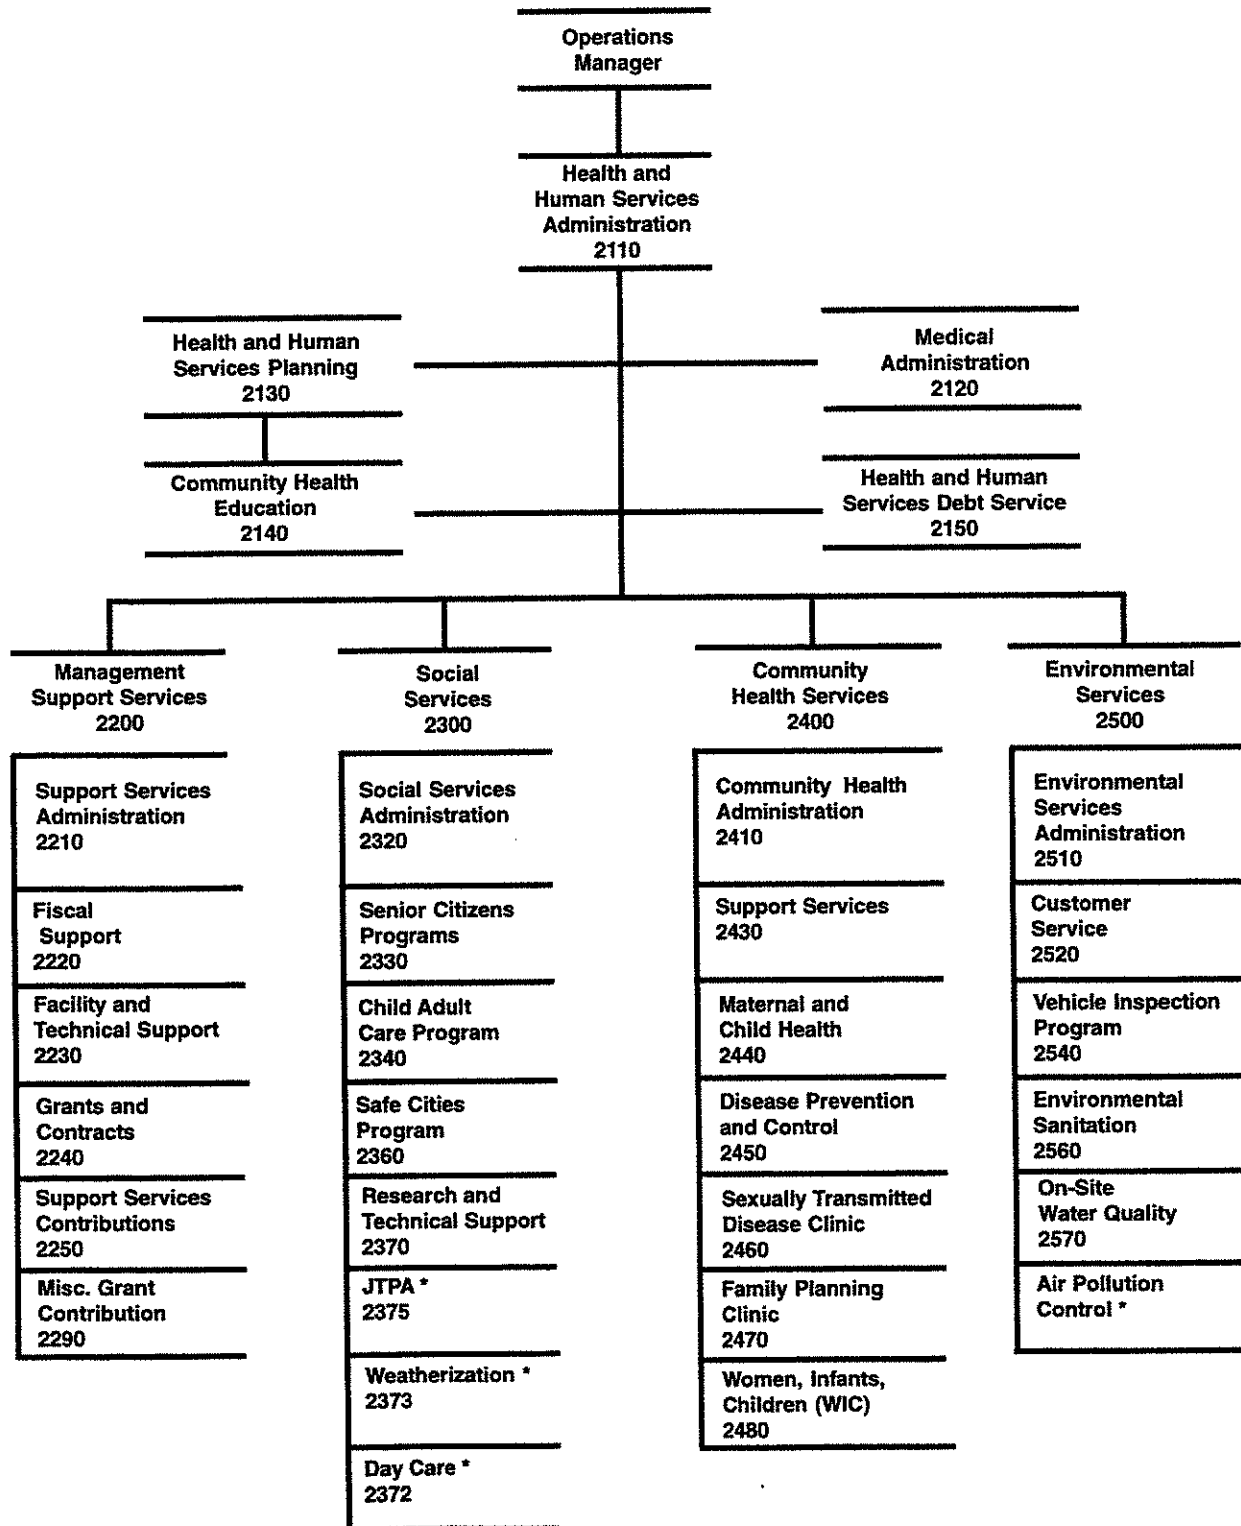 Operations
Manager
Health and
Human Services
Administration
2110
Health and Human
Services Planning
2130
Medical
Administration
2120
Community Health
Education
2140
Health and Human
Services Debt Service
2150
Management
Support Services
2200
Support Services
Administration
2210
Fiscal
Support
2220
Facility and
Technical Support
2230
Grants and
Contracts
2240
Support Services
Contributions
2250
Misc. Grant
Contribution
2290
Social
Services
2300
Social Services
Administration
2320
Senior Citizens
Programs
2330
Child Adult
Care Program
2340
Safe Cities
Program
2360
Research and
Technical Support
2370
JTPA *
2375
Weatherization *
2373
Day Care *
2372
Community
Health Services
2400
Community Health
Administration
2410
Support Services
2430
Maternal and
Child Health
2440
Disease Prevention
and Control
2450
Sexually Transmitted
Disease Clinic
2460
Family Planning
Clinic
2470
Women, Infants,
Children (WIC)
2480
Environmental
Services
2500
Environmental
Services
Administration
2510
Customer
Service
2520
Vehicle Inspection
Program
2540
Environmental
Sanitation
2560
On-Site
Water Quality
2570
Air Pollution
Control *